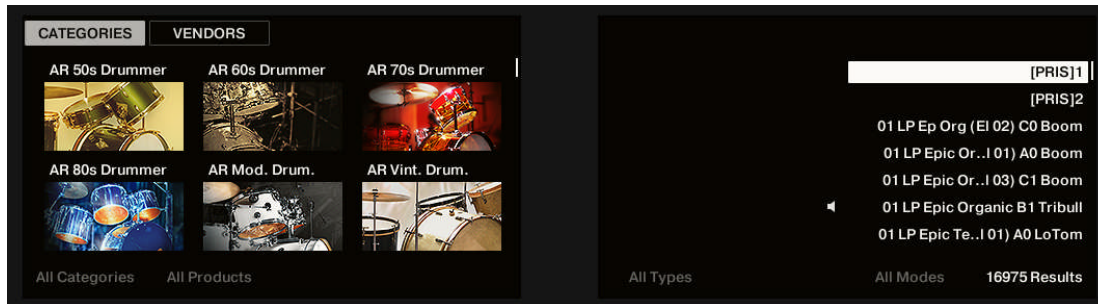 CATEGORIES VENDORS
AR 50s Drummer AR 60s Drummer AR 70s Drummer
AR 80s Drummer AR Mod. Drum. AR Vint. Drum.
All Categories All Products
[PRIS]1
[PRIS]2
01 LP Ep Org (El 02) C0 Boom
01 LP Epic Or..l 01) A0 Boom
01 LP Epic Or..l 03) C1 Boom
01 LP Epic Organic B1 Tribull
01 LP Epic Te..l 01) A0 LoTom
All Types All Modes 16975 Results